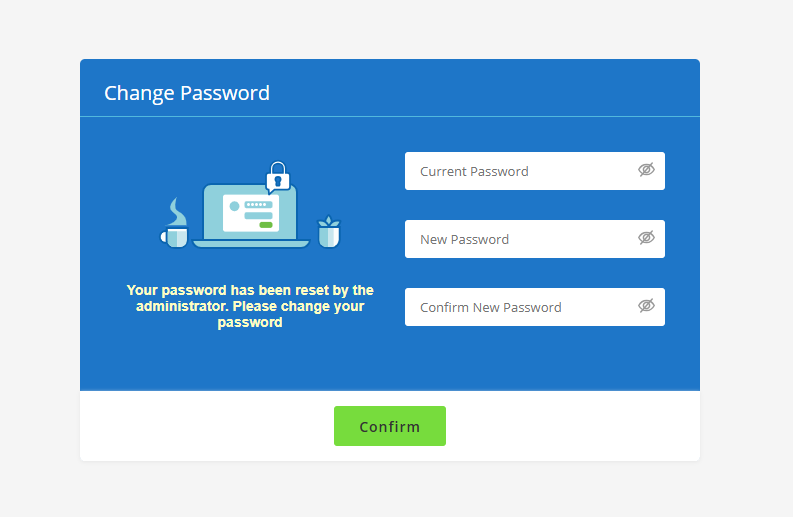 Change Password
Your password has been reset by the
administrator. Please change your
password
Current Password
New Password
Confirm New Password
Confirm